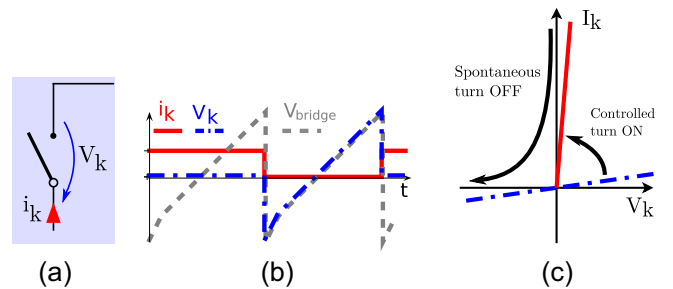 V_k
i_k
(a)
i_k V_k V_bridge
t
(b)
I_k
Spontaneous
turn OFF
Controlled
turn ON
V_k
(c)